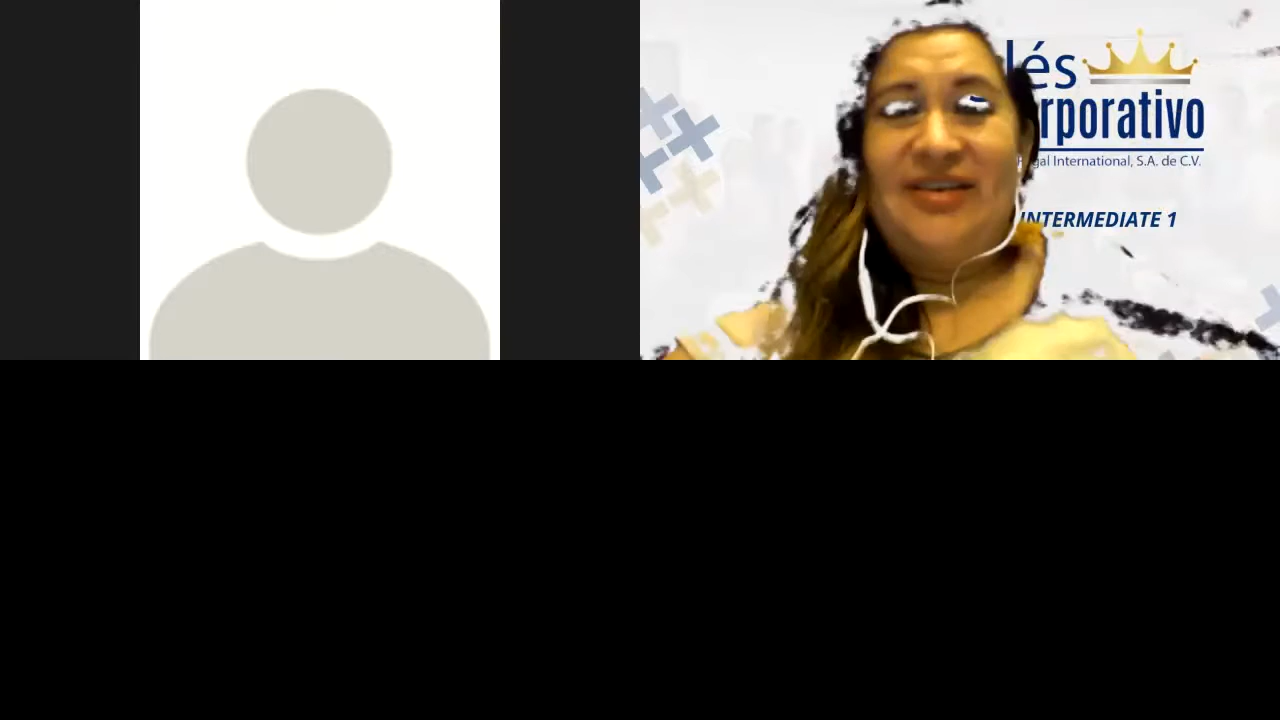 lés
rporativo
gal International, S.A. de C.V.
INTERMEDIATE 1